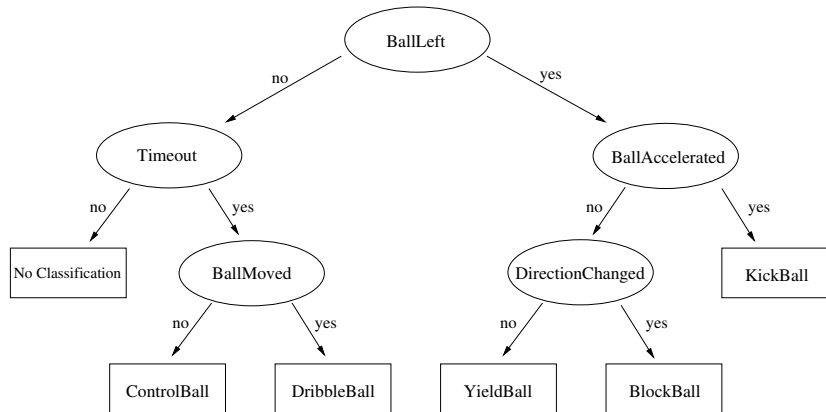 BallLeft
no
yes
Timeout
BallAccelerated
no
yes
no
yes
No Classification
BallMoved
DirectionChanged
KickBall
no
yes
no
yes
ControlBall
DribbleBall
YieldBall
BlockBall